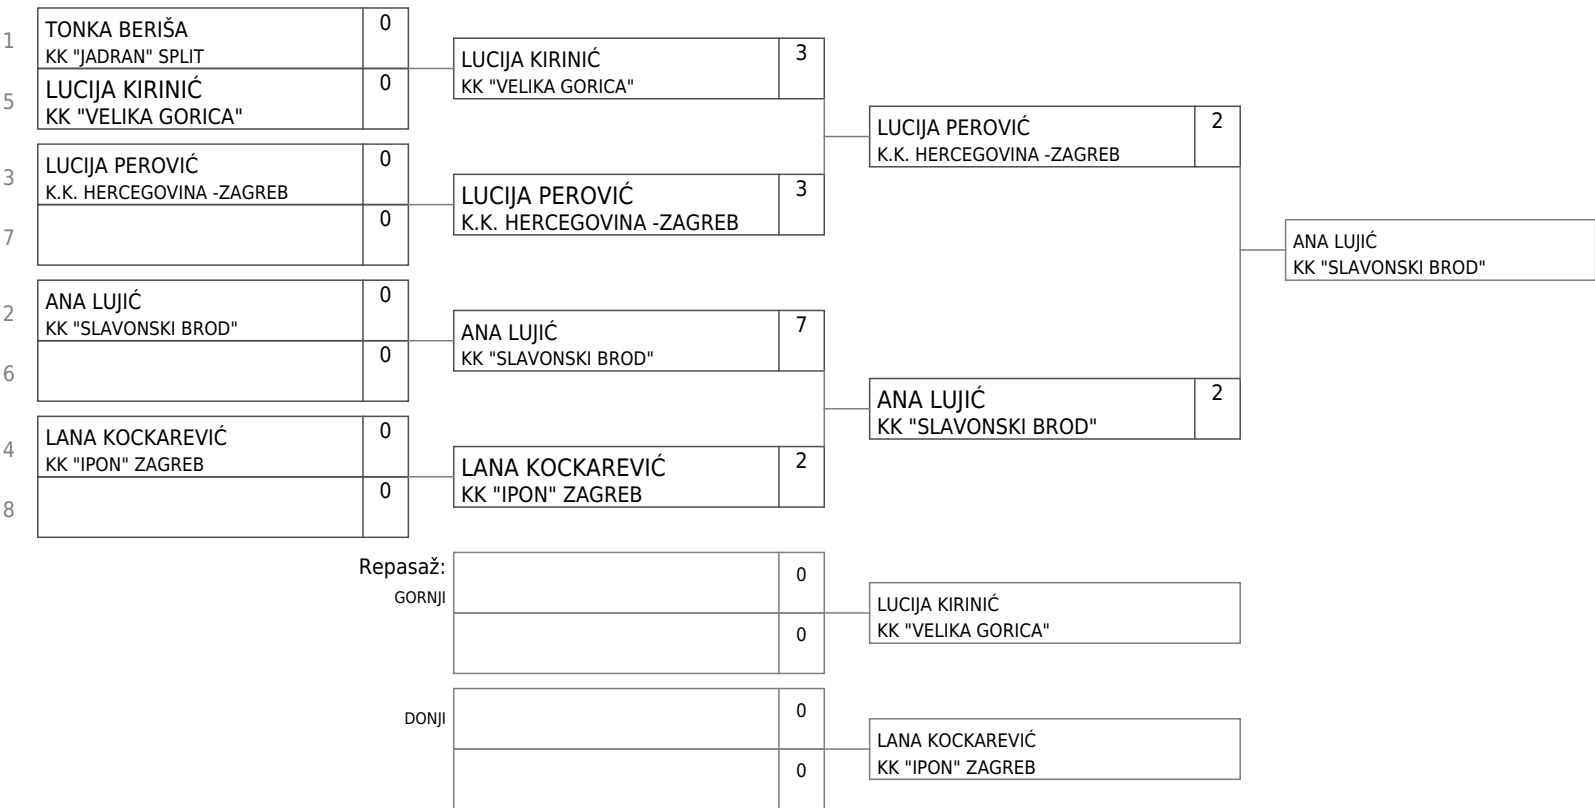 1
TONKA BERIŠA
KK "JADRAN" SPLIT
0
5
LUCIJA KIRINIĆ
KK "VELIKA GORICA"
0
3
LUCIJA PEROVIĆ
K.K. HERCEGOVINA -ZAGREB
0
7
0
2
ANA LUJIĆ
KK "SLAVONSKI BROD"
0
6
0
4
LANA KOCKAREVIĆ
KK "IPON" ZAGREB
0
8
0
LUCIJA KIRINIĆ
KK "VELIKA GORICA"
3
LUCIJA PEROVIĆ
K.K. HERCEGOVINA -ZAGREB
3
ANA LUJIĆ
KK "SLAVONSKI BROD"
7
LANA KOCKAREVIĆ
KK "IPON" ZAGREB
2
LUCIJA PEROVIĆ
K.K. HERCEGOVINA -ZAGREB
2
ANA LUJIĆ
KK "SLAVONSKI BROD"
2
ANA LUJIĆ
KK "SLAVONSKI BROD"
Repasaž:
GORNJI
0
0
LUCIJA KIRINIĆ
KK "VELIKA GORICA"
DONJI
0
0
LANA KOCKAREVIĆ
KK "IPON" ZAGREB